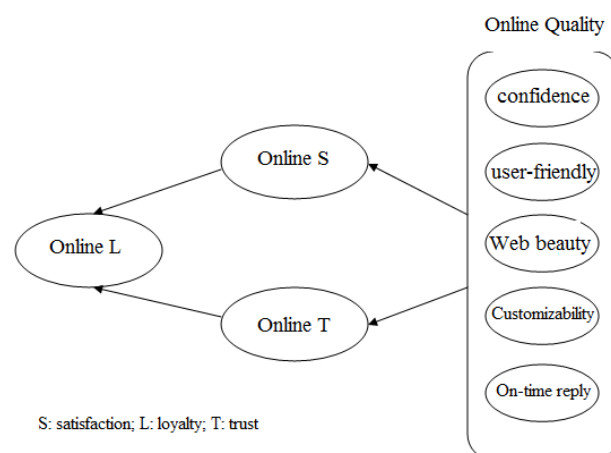 Online Quality
confidence
Online S
user-friendly
Online L
Web beauty
Online T
Customizability
On-time reply
S: satisfaction; L: loyalty; T: trust